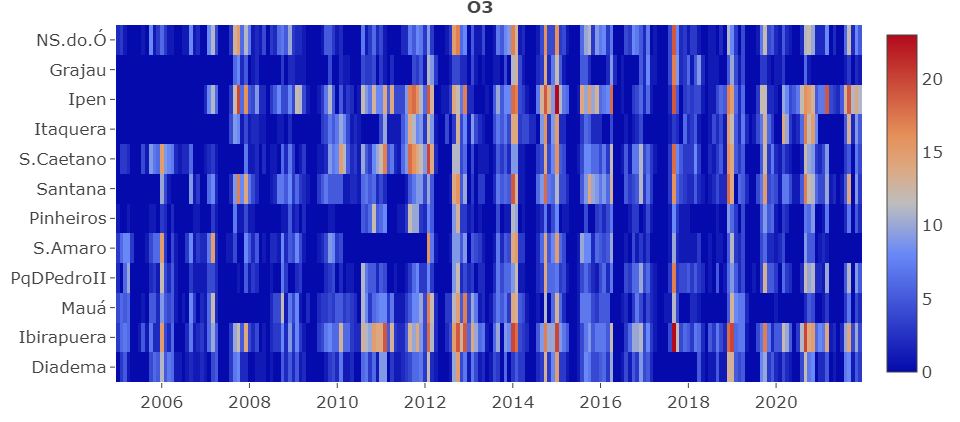 O3
NS.do.Ó
Grajau
Ipen
Itaquera
S.Caetano
Santana
Pinheiros
S.Amaro
PqDPedroII
Mauá
Ibirapuera
Diadema
2006 2008 2010 2012 2014 2016 2018 2020
20
15
10
5
0